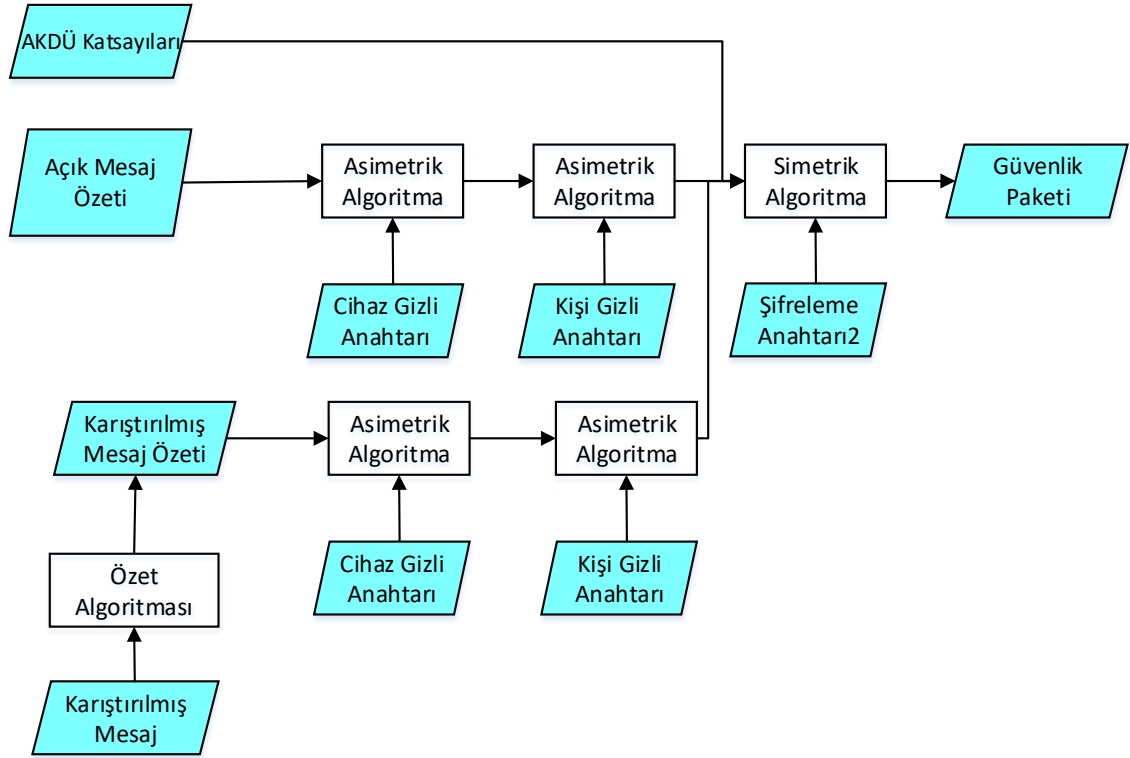 AKDÜ Katsayıları
Açık Mesaj
Özeti
Asimetrik
Algoritma
Asimetrik
Algoritma
Simetrik
Algoritma
Güvenlik
Paketi
Cihaz Gizli
Anahtarı
Kişi Gizli
Anahtarı
Şifreleme
Anahtarı2
Karıştırılmış
Mesaj Özeti
Asimetrik
Algoritma
Asimetrik
Algoritma
Özet
Algoritması
Cihaz Gizli
Anahtarı
Kişi Gizli
Anahtarı
Karıştırılmış
Mesaj